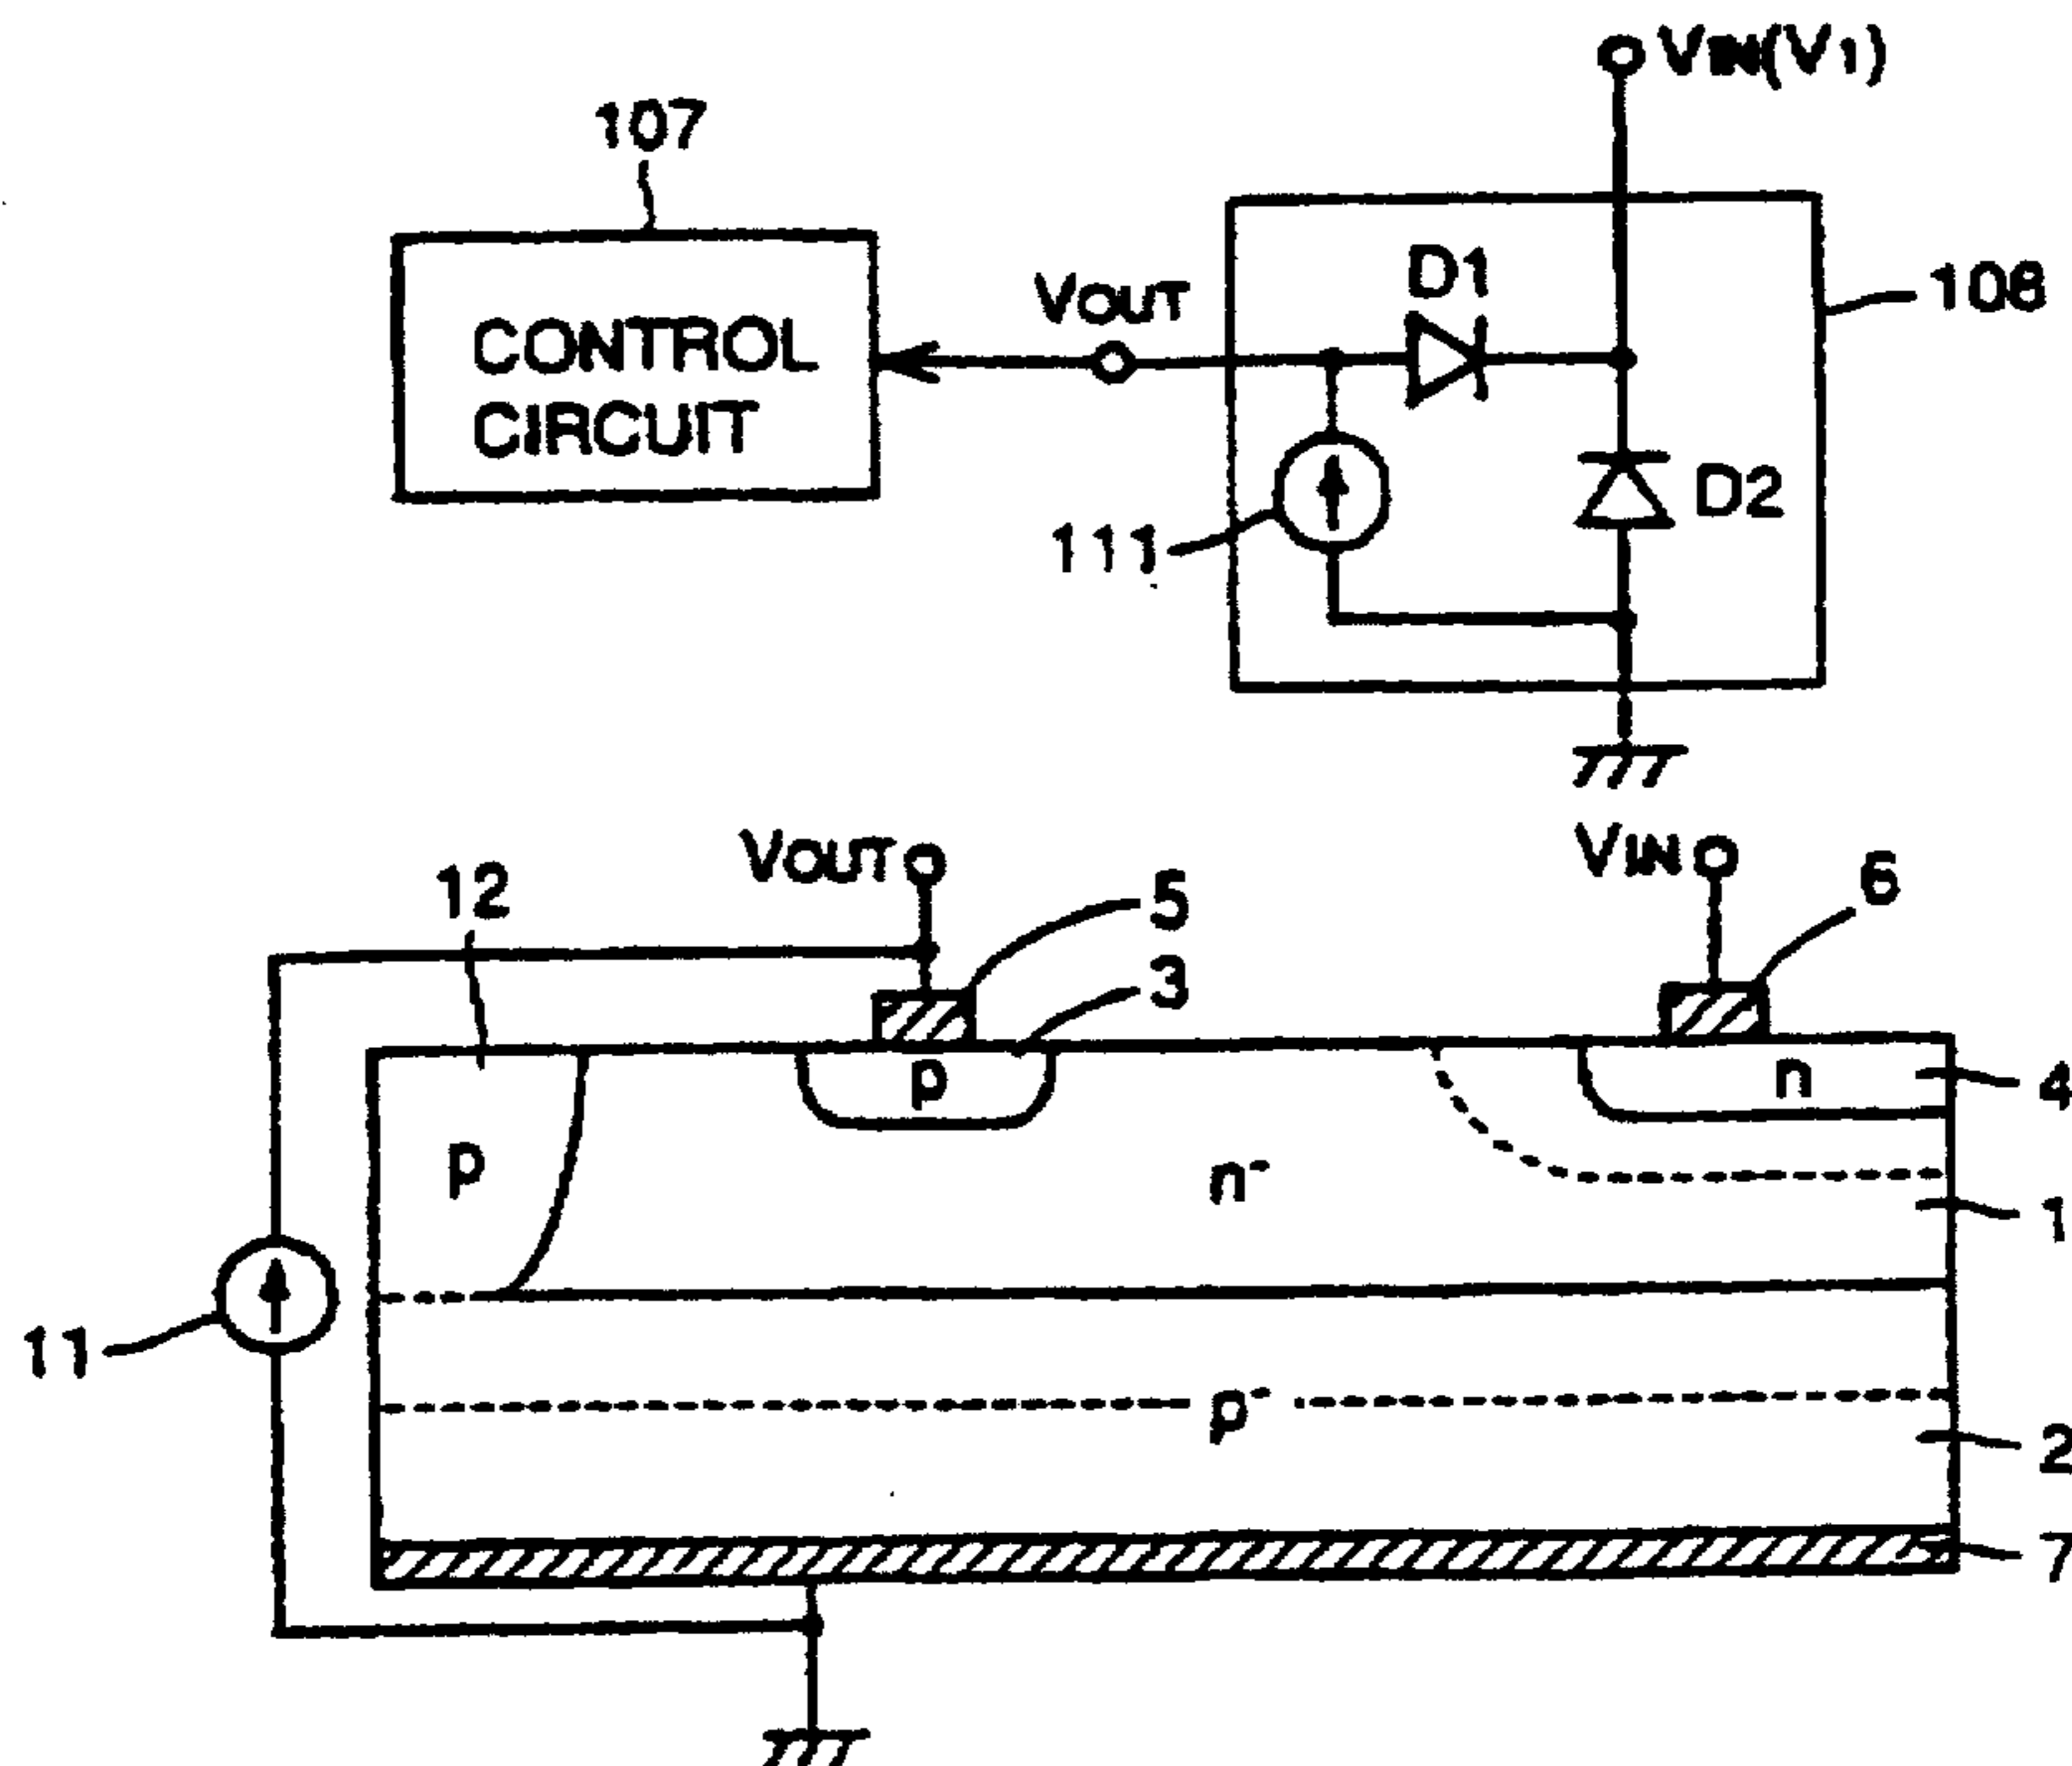 VIN(V1)
107
D1
108
VOUT
CONTROL
CIRCUIT
D2
111
VOUT
VIN
6
12
5
3
p
n
4
p
n-
1
11
p-
2
7